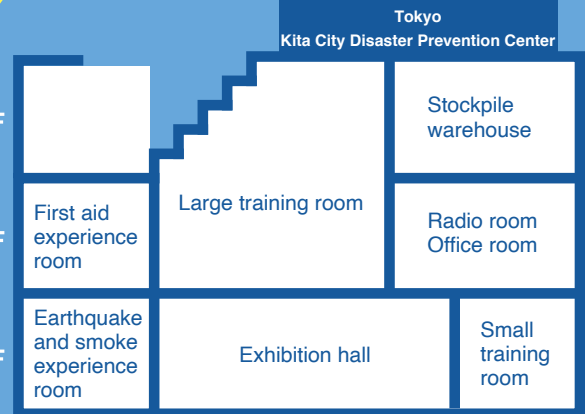 Tokyo
Kita City Disaster Prevention Center
Stockpile
warehouse
F
First aid
experience
room
Large training room
Radio room
Office room
F
Earthquake
and smoke
experience
room
Exhibition hall
Small
training
room
F